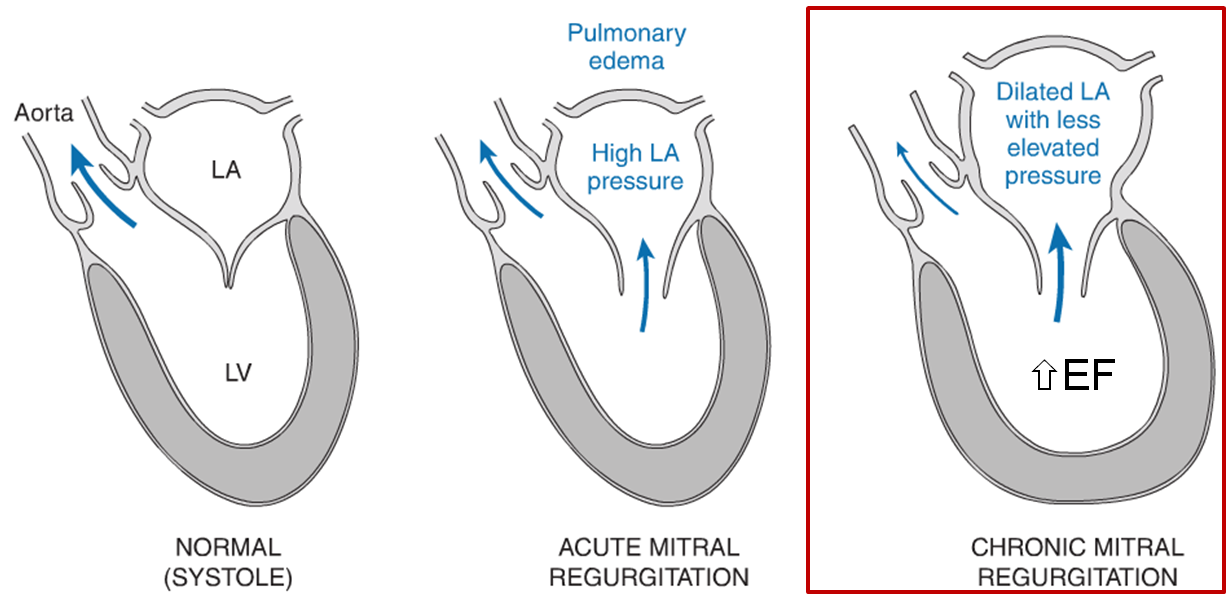 Aorta
LA
LV
NORMAL
(SYSTOLE)
Pulmonary
edema
High LA
pressure
ACUTE MITRAL
REGURGITATION
Dilated LA
with less
elevated
pressure
⇧EF
CHRONIC MITRAL
REGURGITATION